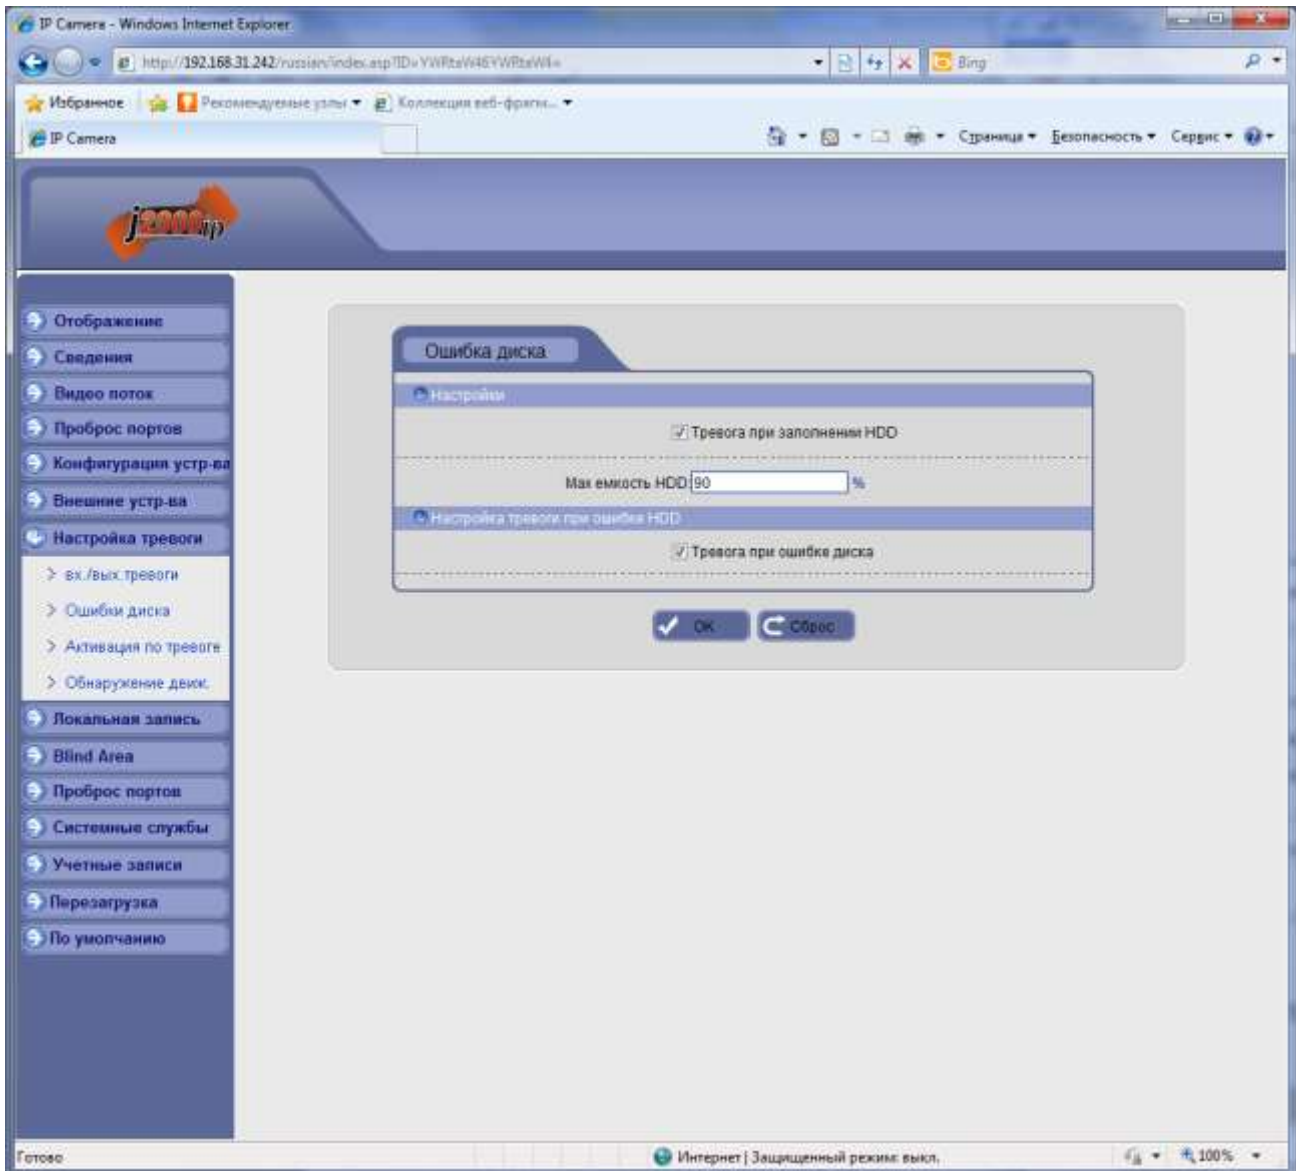 IP Camera - Windows Internet Explorer
http://192.168.31.242/russian/index.asp?ID=
Bing
Избранное
Рекомендуемые узлы
Коллекция веб-фрагм...
IP Camera
Страница
Безопасность
Сервис
j2000ip
Отображение
Сведения
Видео поток
Проброс портов
Конфигурация устр-ва
Внешние устр-ва
Настройка тревоги
вх./вых.тревоги
Ошибки диска
Активация по тревоге
Обнаружение движ.
Локальная запись
Blind Area
Проброс портов
Системные службы
Учетные записи
Перезагрузка
По умолчанию
Ошибка диска
Настройки
Тревога при заполнении HDD
Мах емкость HDD:90 %
Настройка тревоги при ошибке HDD
Тревога при ошибке диска
OK
Сброс
Готово
Интернет | Защищенный режим: выкл.
100%